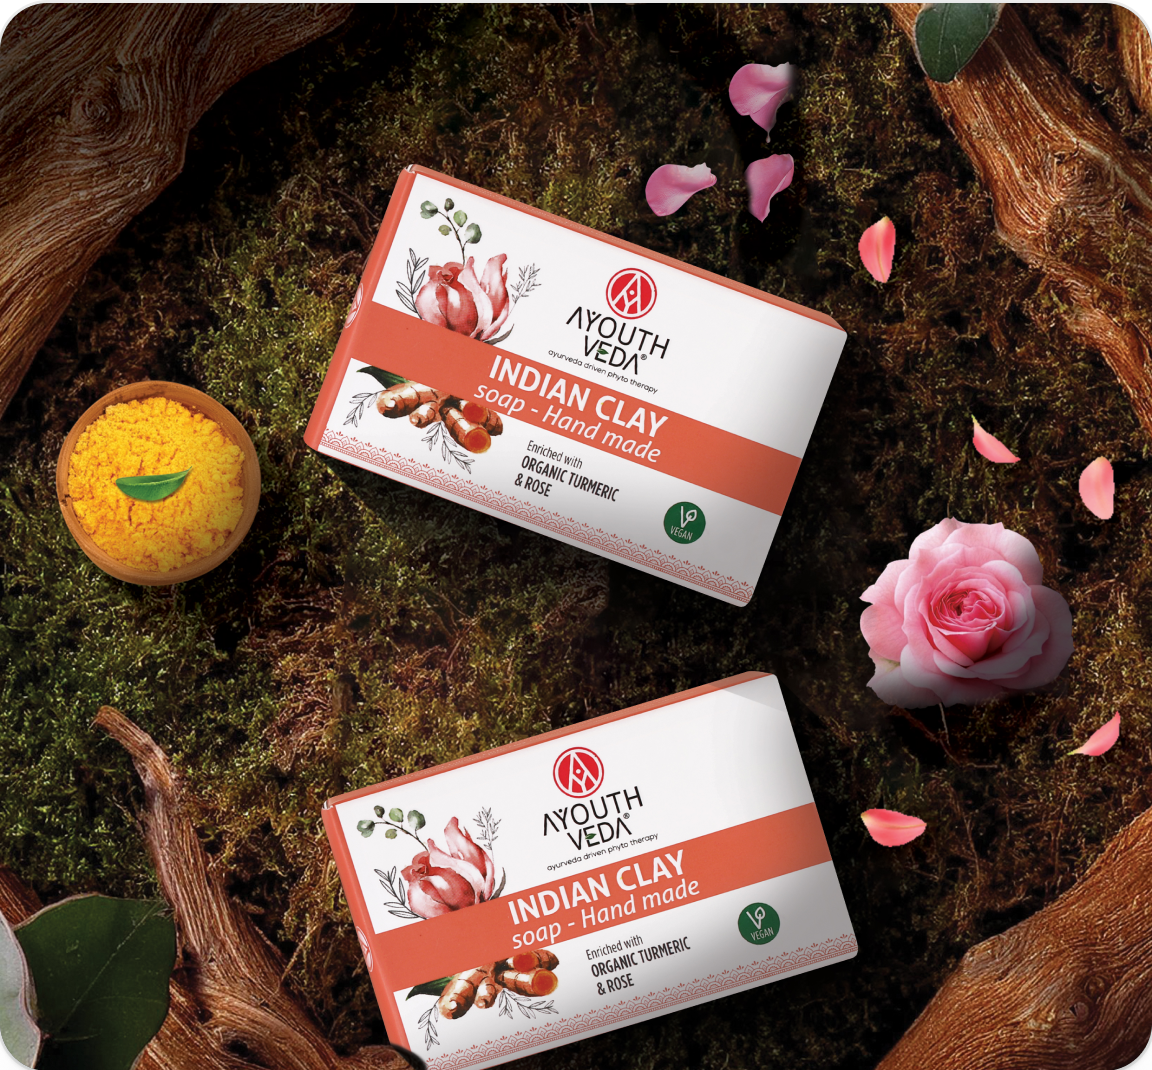 AYOUTH
VEDA®
ayurveda driven phyto therapy
INDIAN CLAY
soap - Hand made
Enriched with
ORGANIC TURMERIC
& ROSE
VEGAN
AYOUTH
VEDA®
ayurveda driven phyto therapy
INDIAN CLAY
soap - Hand made
Enriched with
ORGANIC TURMERIC
& ROSE
VEGAN